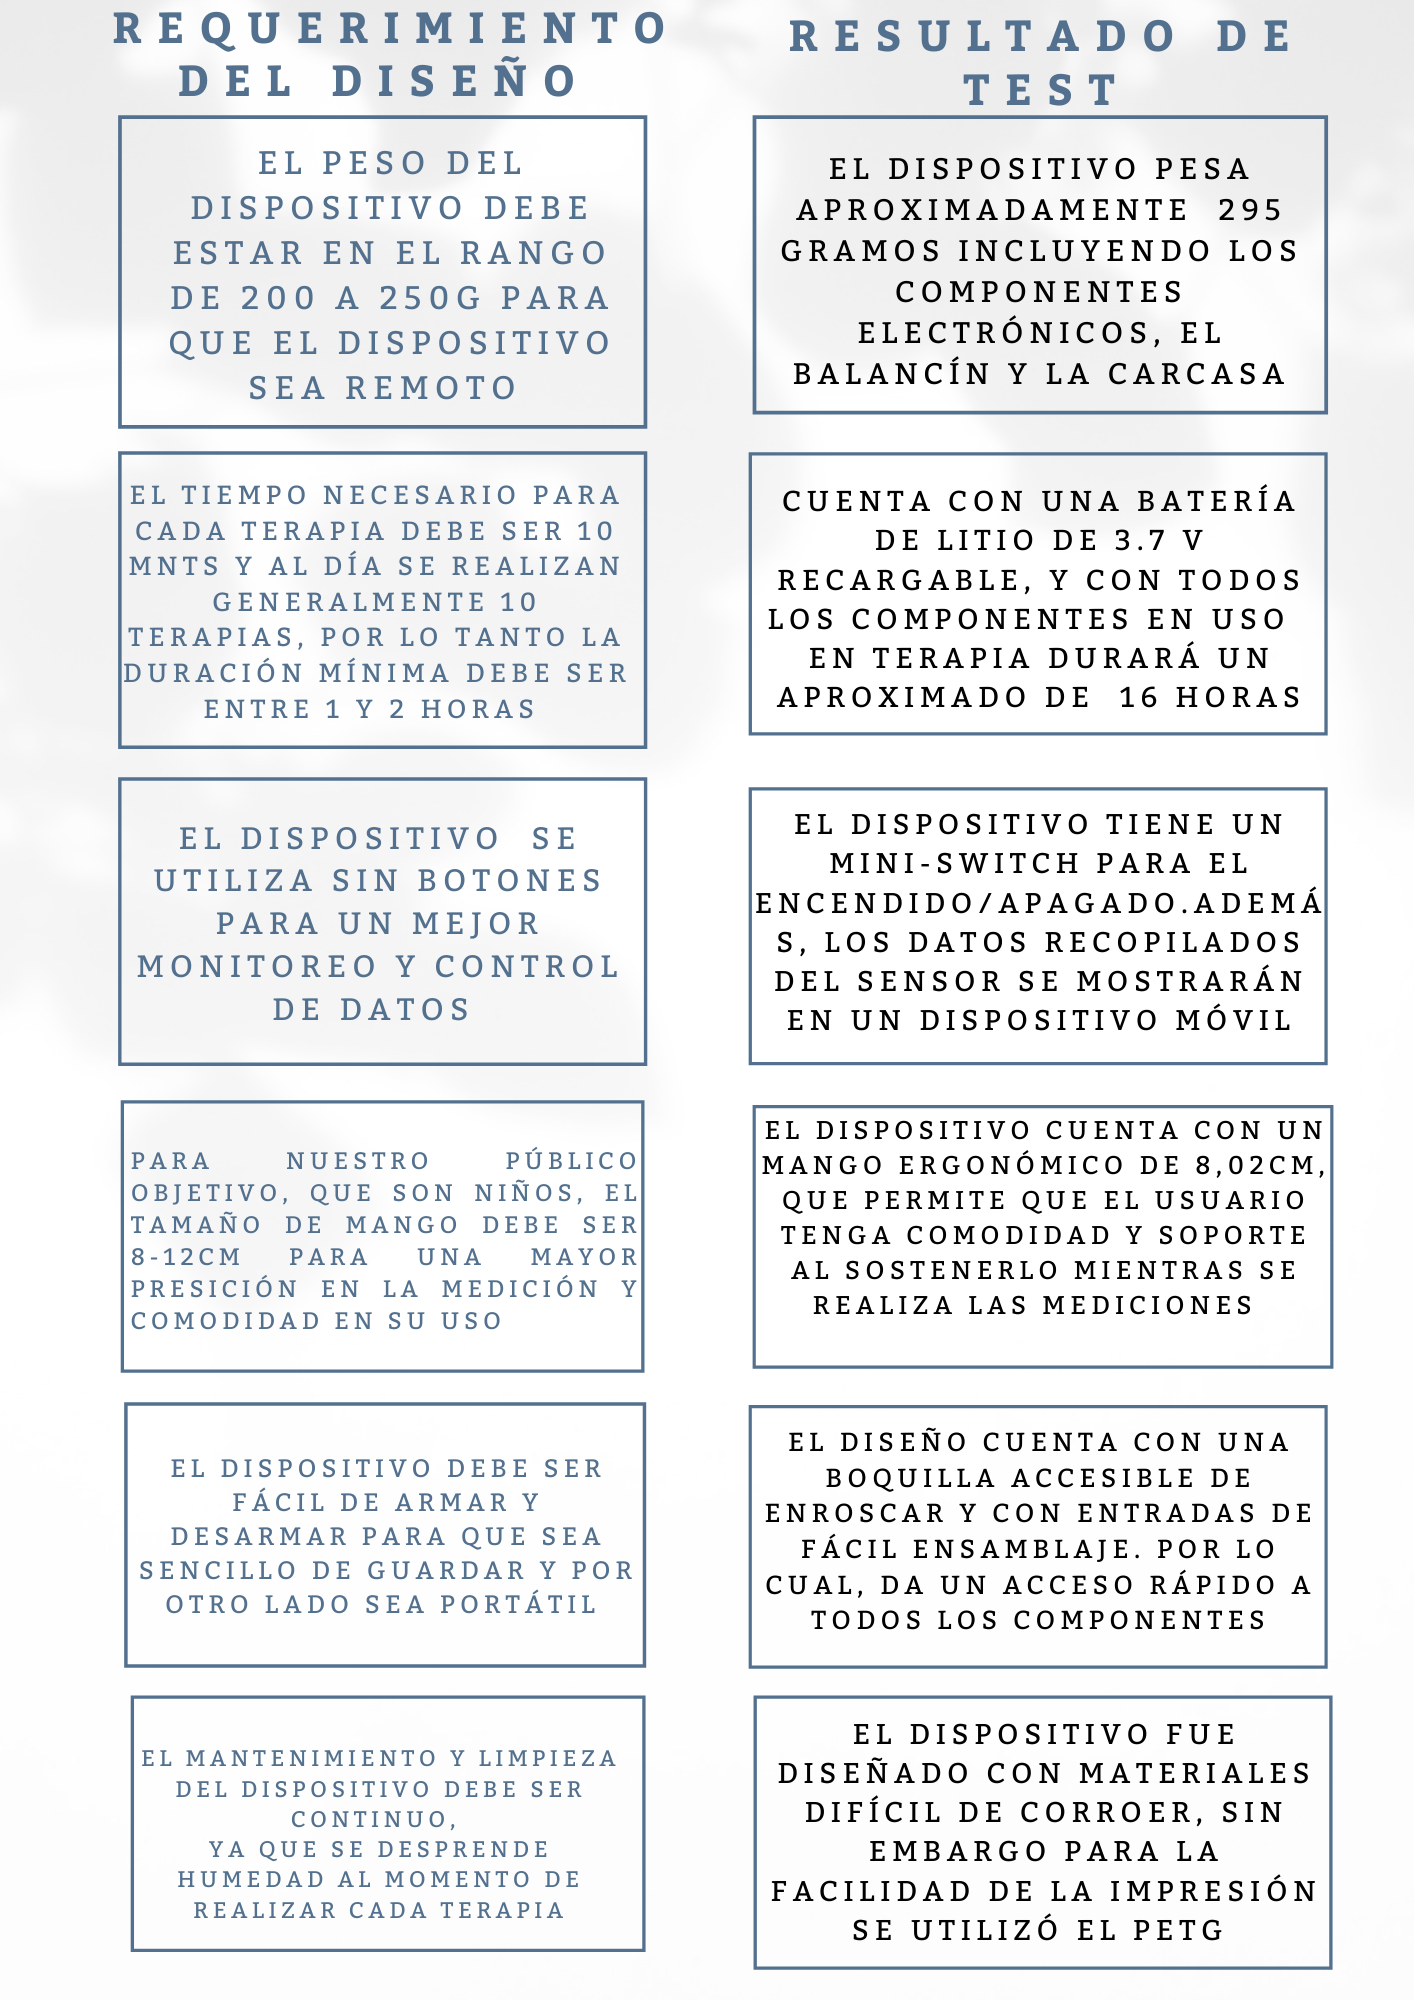 REQUERIMIENTO
DEL DISEÑO
RESULTADO DE
TEST
EL PESO DEL
DISPOSITIVO DEBE
ESTAR EN EL RANGO
DE 200 A 250G PARA
QUE EL DISPOSITIVO
SEA REMOTO
EL DISPOSITIVO PESA
APROXIMADAMENTE 295
GRAMOS INCLUYENDO LOS
COMPONENTES
ELECTRÓNICOS, EL
BALANCÍN Y LA CARCASA
EL TIEMPO NECESARIO PARA
CADA TERAPIA DEBE SER 10
MNTS Y AL DÍA SE REALIZAN
GENERALMENTE 10
TERAPIAS, POR LO TANTO LA
DURACIÓN MÍNIMA DEBE SER
ENTRE 1 Y 2 HORAS
CUENTA CON UNA BATERÍA
DE LITIO DE 3.7 V
RECARGABLE, Y CON TODOS
LOS COMPONENTES EN USO
EN TERAPIA DURARÁ UN
APROXIMADO DE 16 HORAS
EL DISPOSITIVO SE
UTILIZA SIN BOTONES
PARA UN MEJOR
MONITOREO Y CONTROL
DE DATOS
EL DISPOSITIVO TIENE UN
MINI-SWITCH PARA EL
ENCENDIDO/APAGADO.ADEMÁ
S, LOS DATOS RECOPILADOS
DEL SENSOR SE MOSTRARÁN
EN UN DISPOSITIVO MÓVIL
PARA NUESTRO PÚBLICO
OBJETIVO, QUE SON NIÑOS, EL
TAMAÑO DE MANGO DEBE SER
8-12CM PARA UNA MAYOR
PRESICIÓN EN LA MEDICIÓN Y
COMODIDAD EN SU USO
EL DISPOSITIVO CUENTA CON UN
MANGO ERGONÓMICO DE 8,02CM,
QUE PERMITE QUE EL USUARIO
TENGA COMODIDAD Y SOPORTE
AL SOSTENERLO MIENTRAS SE
REALIZA LAS MEDICIONES
EL DISPOSITIVO DEBE SER
FÁCIL DE ARMAR Y
DESARMAR PARA QUE SEA
SENCILLO DE GUARDAR Y POR
OTRO LADO SEA PORTÁTIL
EL DISEÑO CUENTA CON UNA
BOQUILLA ACCESIBLE DE
ENROSCAR Y CON ENTRADAS DE
FÁCIL ENSAMBLAJE. POR LO
CUAL, DA UN ACCESO RÁPIDO A
TODOS LOS COMPONENTES
EL MANTENIMIENTO Y LIMPIEZA
DEL DISPOSITIVO DEBE SER
CONTINUO,
YA QUE SE DESPRENDE
HUMEDAD AL MOMENTO DE
REALIZAR CADA TERAPIA
EL DISPOSITIVO FUE
DISEÑADO CON MATERIALES
DIFÍCIL DE CORROER, SIN
EMBARGO PARA LA
FACILIDAD DE LA IMPRESIÓN
SE UTILIZÓ EL PETG